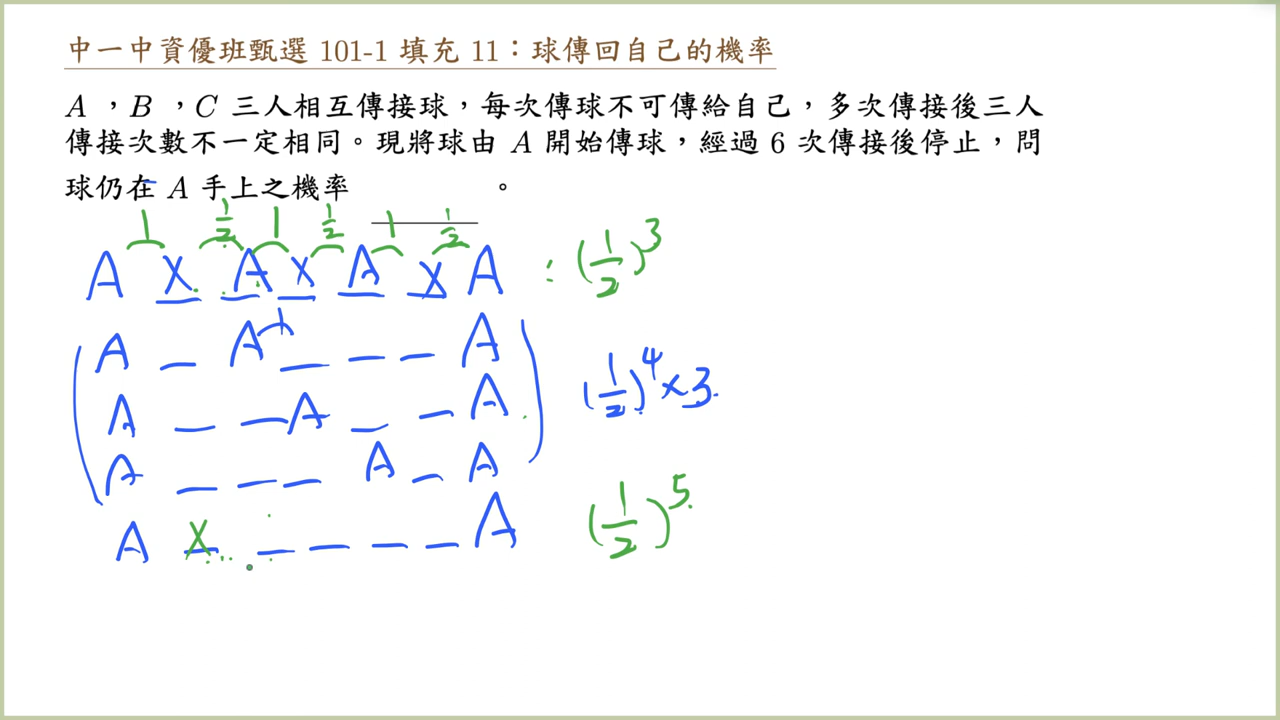 中一中資優班甄選 101-1 填充 11：球傳回自己的機率
A ，B ，C 三人相互傳接球，每次傳球不可傳給自己，多次傳接後三人
傳接次數不一定相同。現將球由 A 開始傳球，經過 6 次傳接後停止，問
球仍在 A 手上之機率＿＿＿＿。
1 1/2 1 1/2 1 1/2
A X A X A X A : (1/2)^3
A _ A 1 _ _ _ A
A _ _ A _ _ A (1/2)^4 × 3.
A _ _ _ A _ A
A X _ _ _ _ A (1/2)^5.